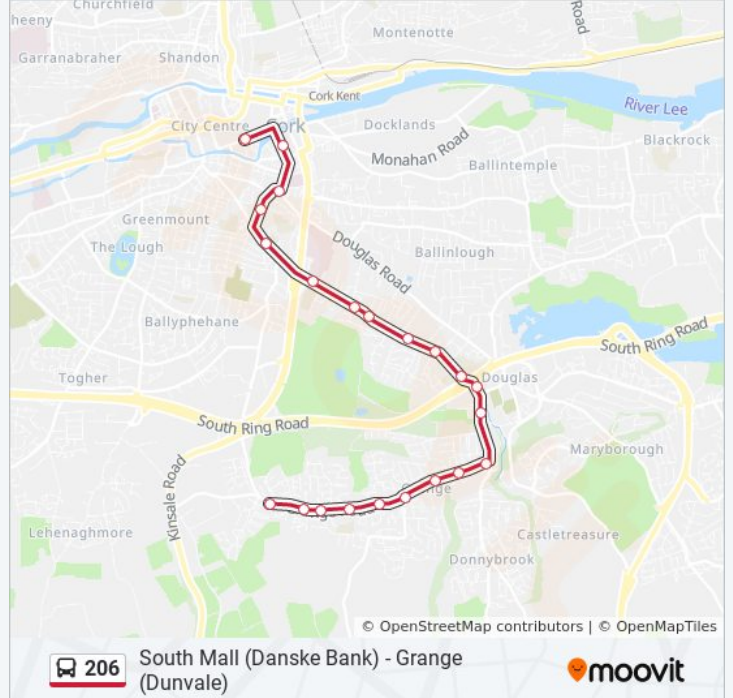 Churchfield
heeny
Garranabraher
Shandon
Montenotte
Road
Cork Kent
River Lee
City Centre
Cork
Docklands
Blackrock
Monahan Road
Ballintemple
Greenmount
The Lough
Douglas Road
Ballinlough
Ballyphehane
South Ring Road
Togher
Douglas
South Ring Road
Maryborough
Kinsale Road
Grange
Lehenaghmore
Castletreasure
Donnybrook
© OpenStreetMap contributors | © OpenMapTiles
206
South Mall (Danske Bank) - Grange
(Dunvale)
moovit